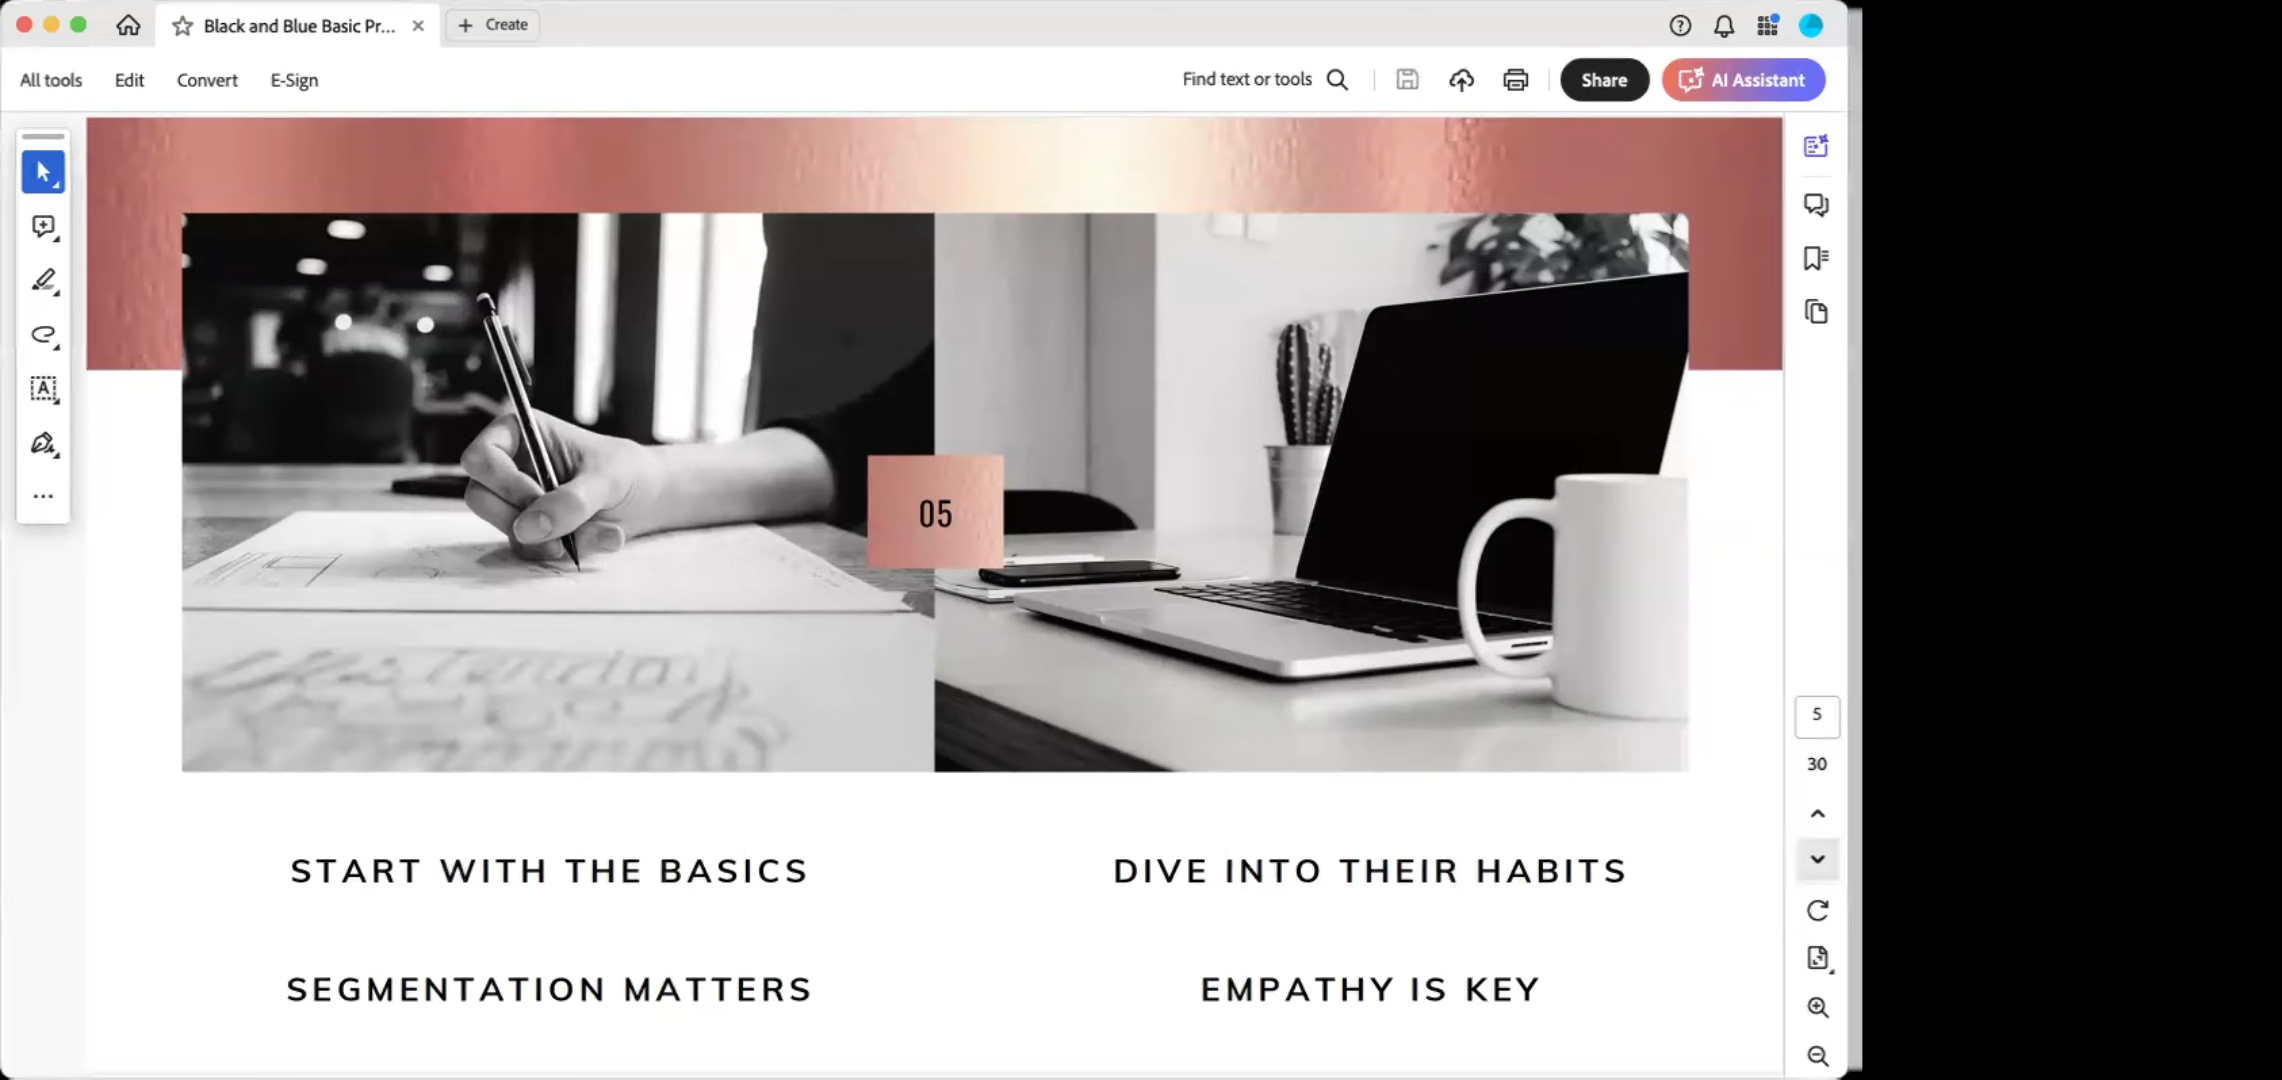 Black and Blue Basic Pr...
Create
All tools
Edit
Convert
E-Sign
Find text or tools
Share
AI Assistant
05
5
30
START WITH THE BASICS
DIVE INTO THEIR HABITS
SEGMENTATION MATTERS
EMPATHY IS KEY